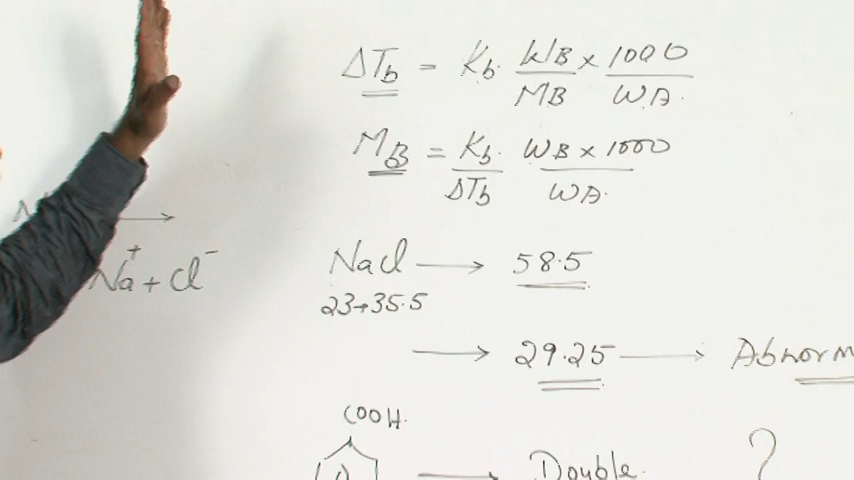 ΔTb = Kb. WB/MB × 1000/WA.
MB = Kb/ΔTb. WB × 1000/WA.
Na⁺ + Cl⁻
NaCl → 58.5
23+35.5
→ 29.25 → Abnorm
COOH.
→ Double. ?